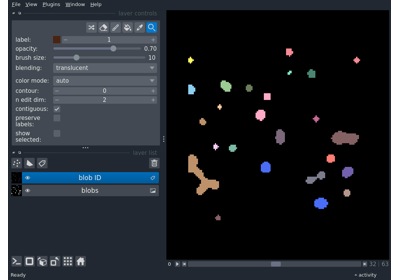 File View Plugins Window Help
layer controls
label: 1
opacity: 0.70
brush size: 10
blending: translucent
color mode: auto
contour: 0
n edit dim: 2
contiguous:
preserve
labels:
show
selected:
layer list
blob ID
blobs
32 63
Ready
activity